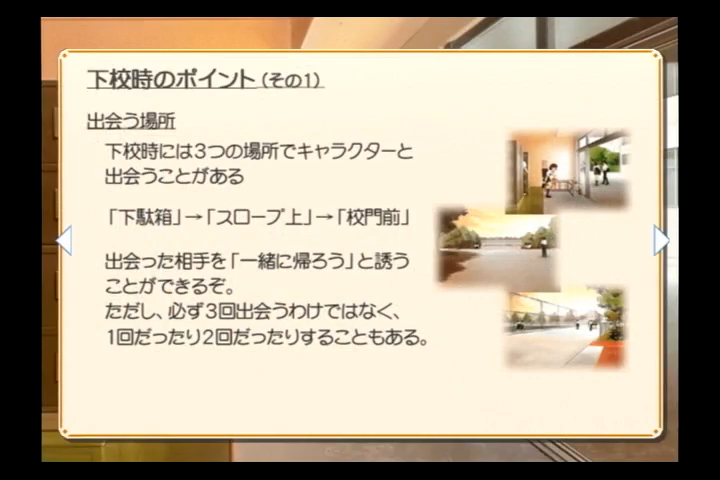 下校時のポイント（その1）
出会う場所
下校時には3つの場所でキャラクターと
出会うことがある
「下駄箱」→「スロープ上」→「校門前」
出会った相手を「一緒に帰ろう」と誘う
ことができるぞ。
ただし、必ず3回出会うわけではなく、
1回だったり2回だったりすることもある。